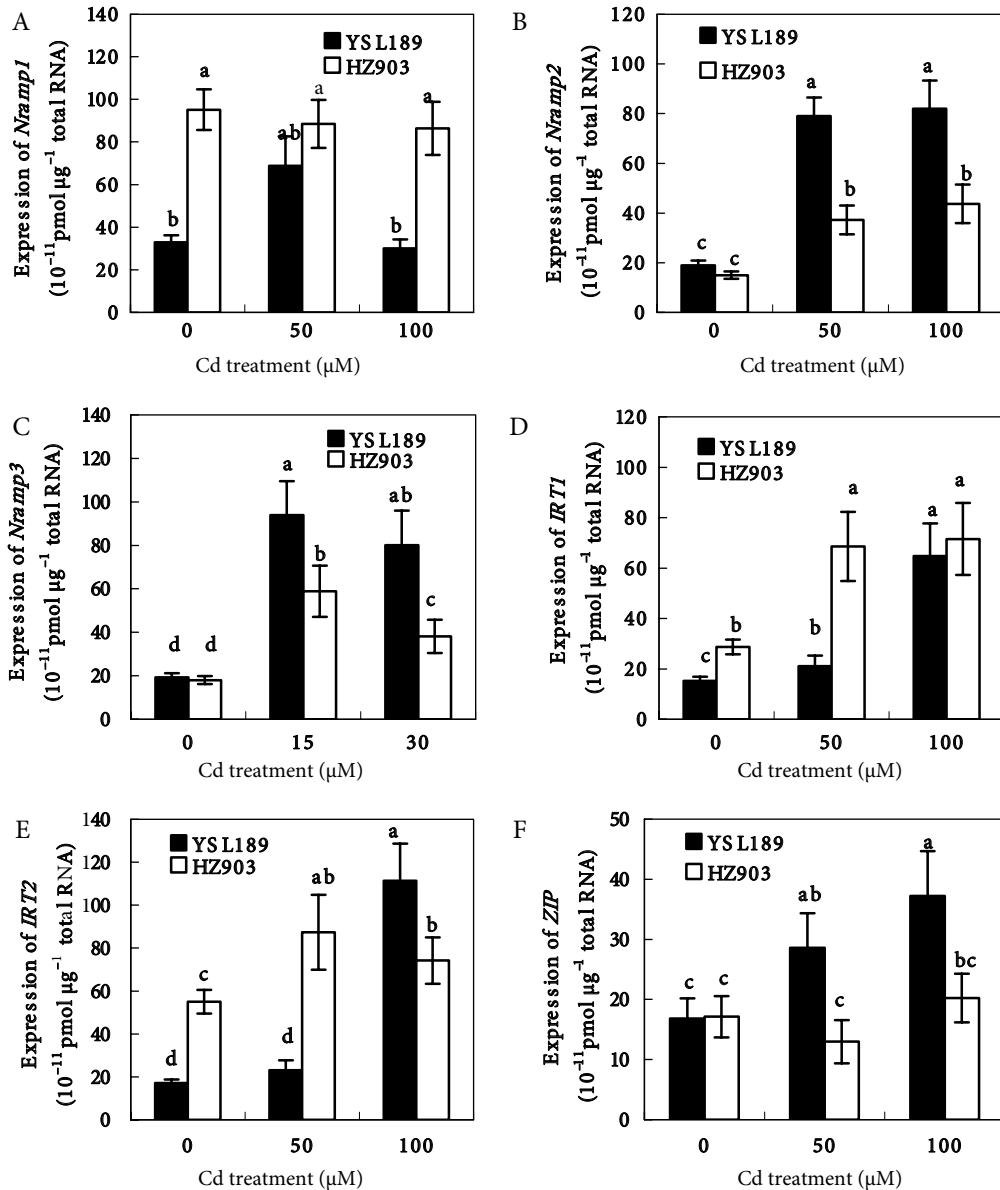 A
Expression of Nramp1
(10⁻¹¹pmol μg⁻¹ total RNA)
140
120
100
80
60
40
20
0
YSL189
HZ903
b
a
ab
a
b
a
0 50 100
Cd treatment (μM)
B
Expression of Nramp2
(10⁻¹¹pmol μg⁻¹ total RNA)
120
100
80
60
40
20
0
YSL189
HZ903
c
c
a
b
a
b
0 50 100
Cd treatment (μM)
C
Expression of Nramp3
(10⁻¹¹pmol μg⁻¹ total RNA)
140
120
100
80
60
40
20
0
YSL189
HZ903
d
d
a
b
ab
c
0 15 30
Cd treatment (μM)
D
Expression of IRT1
(10⁻¹¹pmol μg⁻¹ total RNA)
120
100
80
60
40
20
0
YSL189
HZ903
c
b
b
a
a
a
0 50 100
Cd treatment (μM)
E
Expression of IRT2
(10⁻¹¹pmol μg⁻¹ total RNA)
140
120
100
80
60
40
20
0
YSL189
HZ903
d
c
d
ab
a
b
0 50 100
Cd treatment (μM)
F
Expression of ZIP
(10⁻¹¹pmol μg⁻¹ total RNA)
50
40
30
20
10
0
YSL189
HZ903
c
c
ab
c
a
bc
0 50 100
Cd treatment (μM)